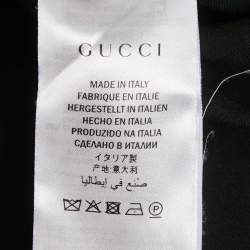 GUCCI
MADE IN ITALY
FABRIQUE EN ITALIE
HERGESTELLT IN ITALIEN
HECHO EN ITALIA
PRODUZIDO NA ITALIA
СДЕЛАНО В ИТАЛИИ
イタリア製
产地：意大利
صنع في إيطاليا
P